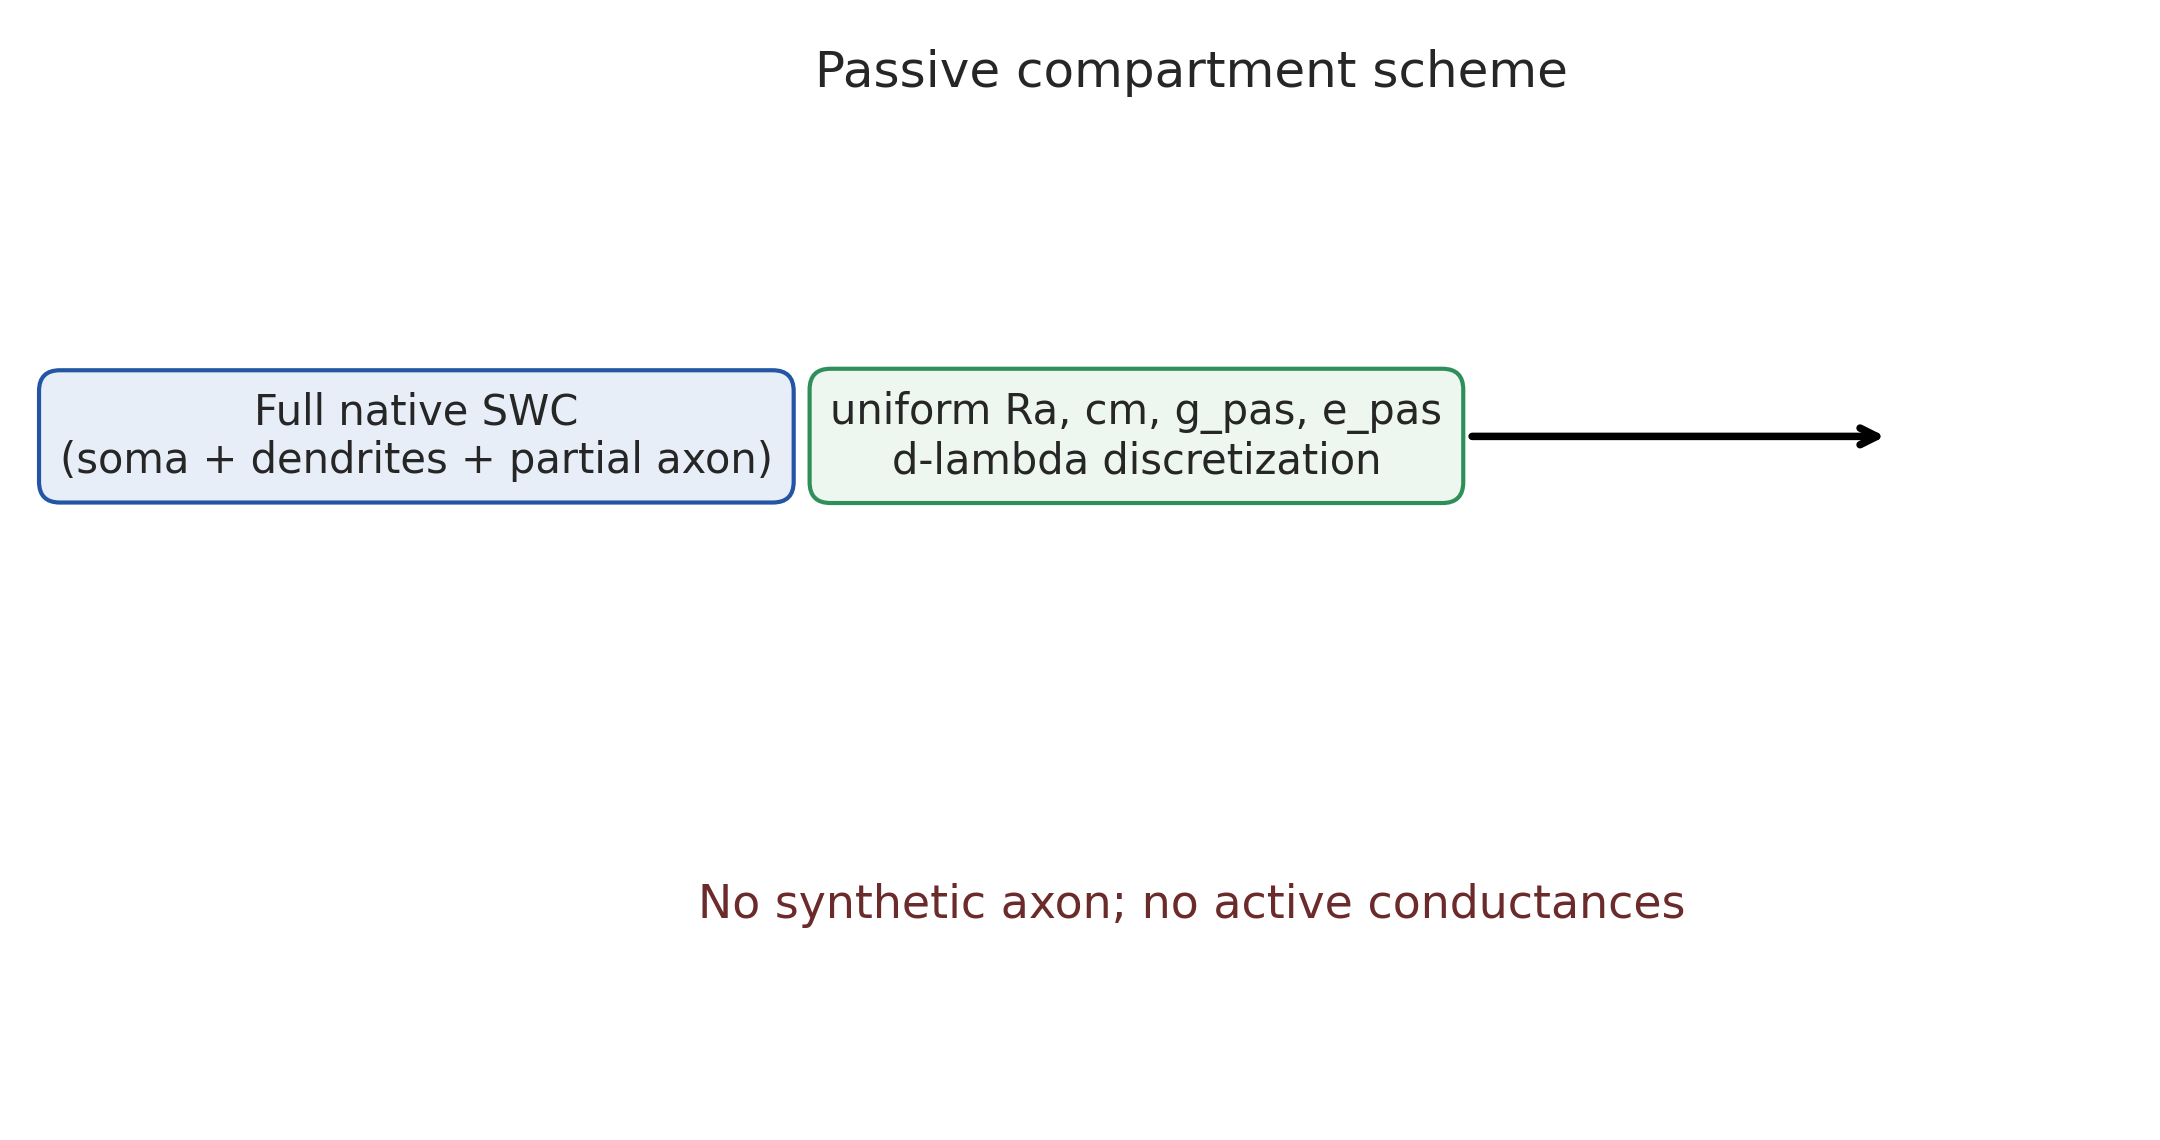 Passive compartment scheme
Full native SWC
(soma + dendrites + partial axon)
uniform Ra, cm, g_pas, e_pas
d-lambda discretization
No synthetic axon; no active conductances